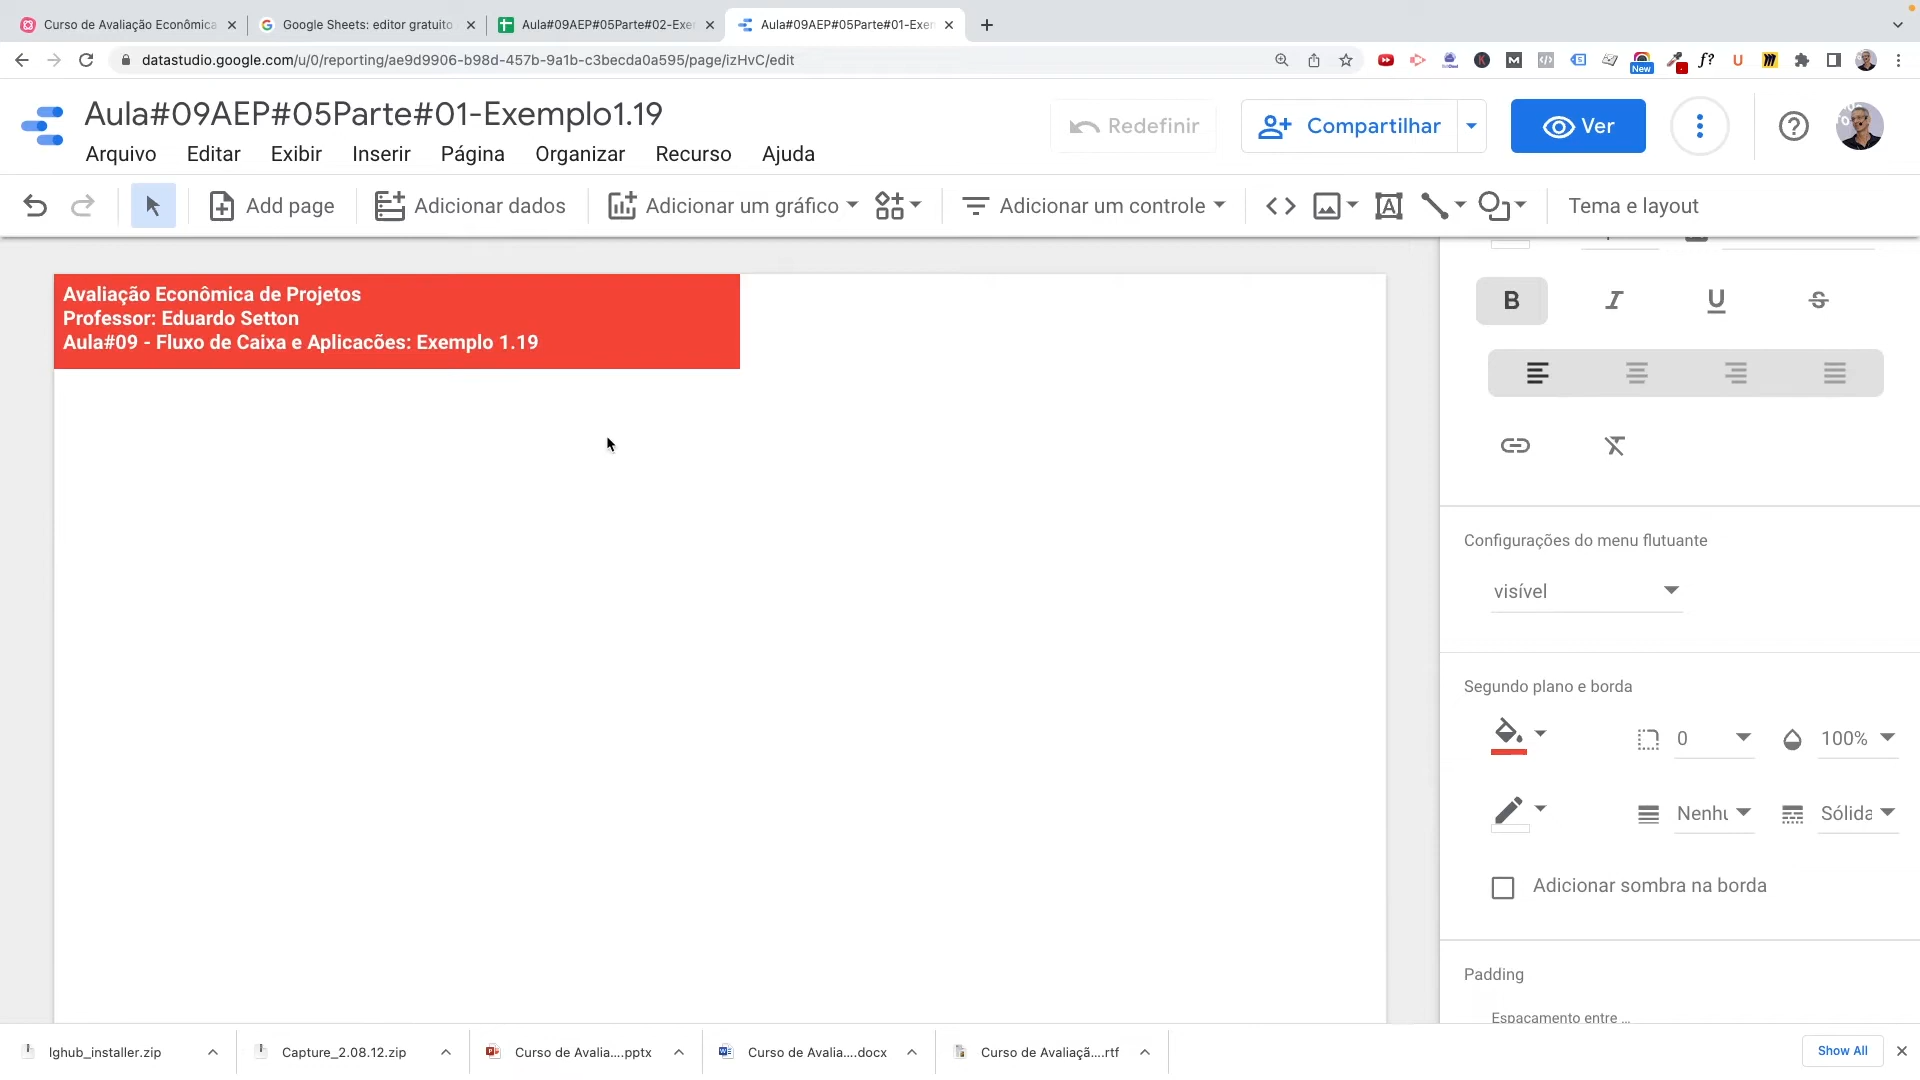 Curso de Avaliação Econômica
Google Sheets: editor gratuito
Aula#09AEP#05Parte#02-Exe
Aula#09AEP#05Parte#01-Exe
datastudio.google.com/u/0/reporting/ae9d9906-b98d-457b-9a1b-c3becda0a595/page/izHvC/edit
New
Aula#09AEP#05Parte#01-Exemplo1.19
Redefinir
Compartilhar
Ver
Arquivo Editar Exibir Inserir Página Organizar Recurso Ajuda
Add page
Adicionar dados
Adicionar um gráfico
Adicionar um controle
Tema e layout
Avaliação Econômica de Projetos
Professor: Eduardo Setton
Aula#09 - Fluxo de Caixa e Aplicacões: Exemplo 1.19
B I U S
Configurações do menu flutuante
visível
Segundo plano e borda
0
100%
Nenhu
Sólida
Adicionar sombra na borda
Padding
Espaçamento entre ...
lghub_installer.zip
Capture_2.08.12.zip
Curso de Avalia....pptx
Curso de Avalia....docx
Curso de Avaliaçã....rtf
Show All